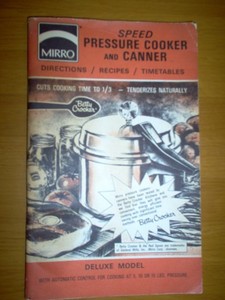 MIRRO
SPEED
PRESSURE COOKER
AND CANNER
DIRECTIONS / RECIPES / TIMETABLES
CUTS COOKING TIME TO 1/3 — TENDERIZES NATURALLY
Betty Crocker
Betty Crocker
DELUXE MODEL
WITH AUTOMATIC CONTROL FOR COOKING AT 5, 10 OR 15 LBS. PRESSURE